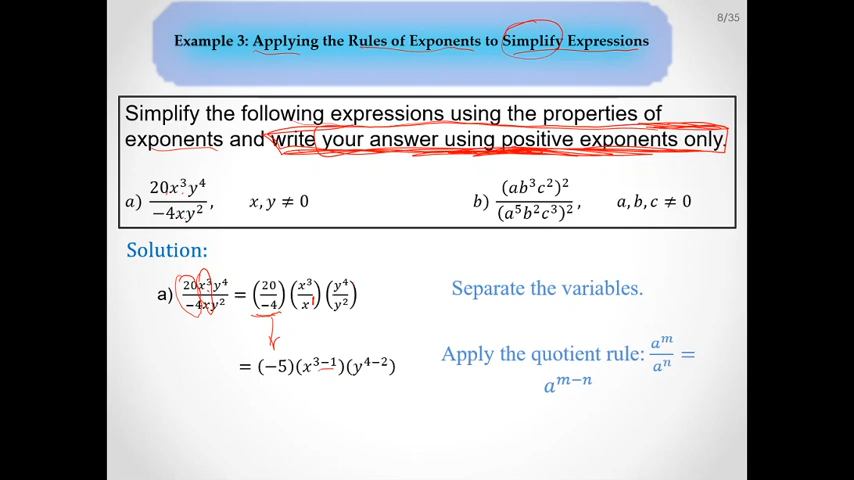 8/35
Example 3: Applying the Rules of Exponents to Simplify Expressions
Simplify the following expressions using the properties of
exponents and write your answer using positive exponents only.
a) 20x³y⁴/−4xy², x, y ≠ 0 b) (ab³c²)²/(a⁵b²c³)², a, b, c ≠ 0
Solution:
a) 20x³y⁴/−4xy² = (20/−4)(x³/x¹)(y⁴/y²) Separate the variables.
= (−5)(x³⁻¹)(y⁴⁻²) Apply the quotient rule: aᵐ/aⁿ =
aᵐ⁻ⁿ